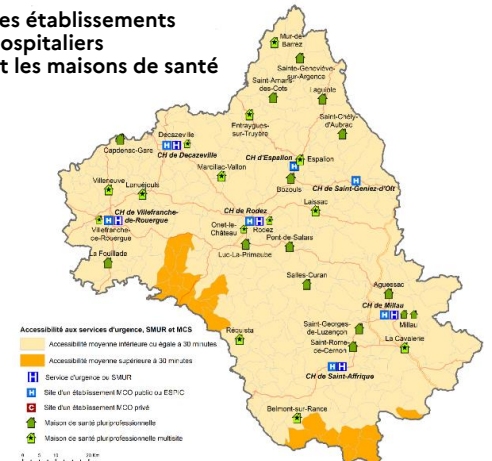 es établissements
ospitaliers
t les maisons de santé
Mur-de-
Barrez
Sainte-Geneviève-
sur-Argence
Saint-Amans-
des-Cots
Laguiole
Entraygues-
sur-Truyère
Saint-Chély-
d'Aubrac
Decazeville
Capdenac-Gare
CH de Decazeville
CH d'Espalion
Espalion
Marcillac-Vallon
Villeneuve
Lanuéjouls
Bozouls
CH de Saint-Geniez-d'Olt
Laissac
CH de Villefranche-
de-Rouergue
CH de Rodez
Villefranche-
de-Rouergue
Onet-le-
Château
Rodez
Pont-de-Salars
Luc-La-Primaube
La Fouillade
Salles-Curan
Aguessac
CH de Millau
Millau
Saint-Georges-
de-Luzençon
Saint-Rome-
de-Cernon
La Cavalerie
Réquista
CH de Saint-Affrique
Belmont-sur-Rance
Accessibilité aux services d'urgence, SMUR et MCS
Accessibilité moyenne inférieure ou égale à 30 minutes
Accessibilité moyenne supérieure à 30 minutes
H Service d'urgence ou SMUR
H Site d'un établissement MCO public ou ESPIC
C Site d'un établissement MCO privé
Maison de santé pluriprofessionnelle
Maison de santé pluriprofessionnelle multisite
0 5 10 20 Km